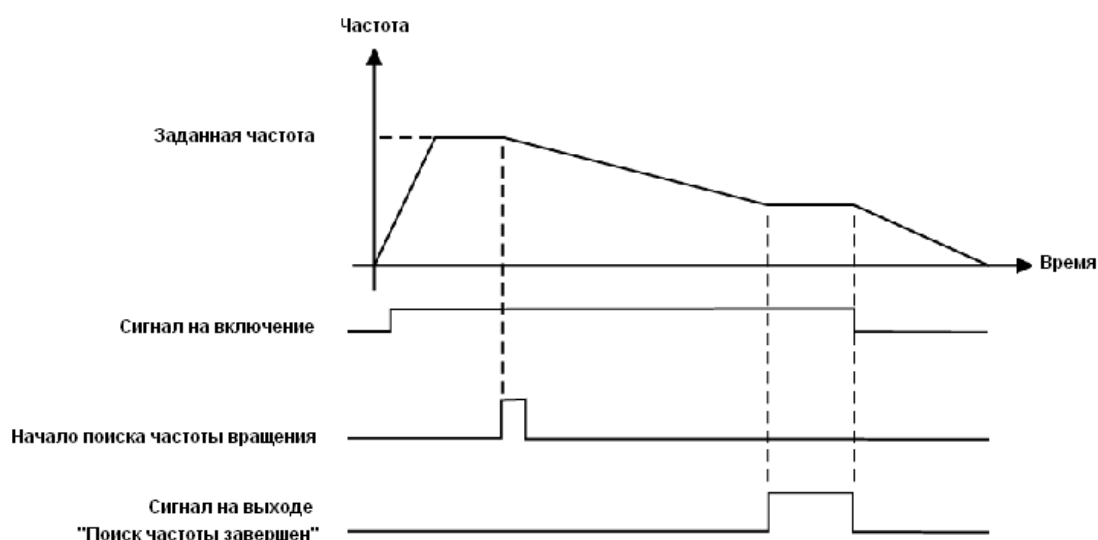 Частота
Заданная частота
Время
Сигнал на включение
Начало поиска частоты вращения
Сигнал на выходе
"Поиск частоты завершен"